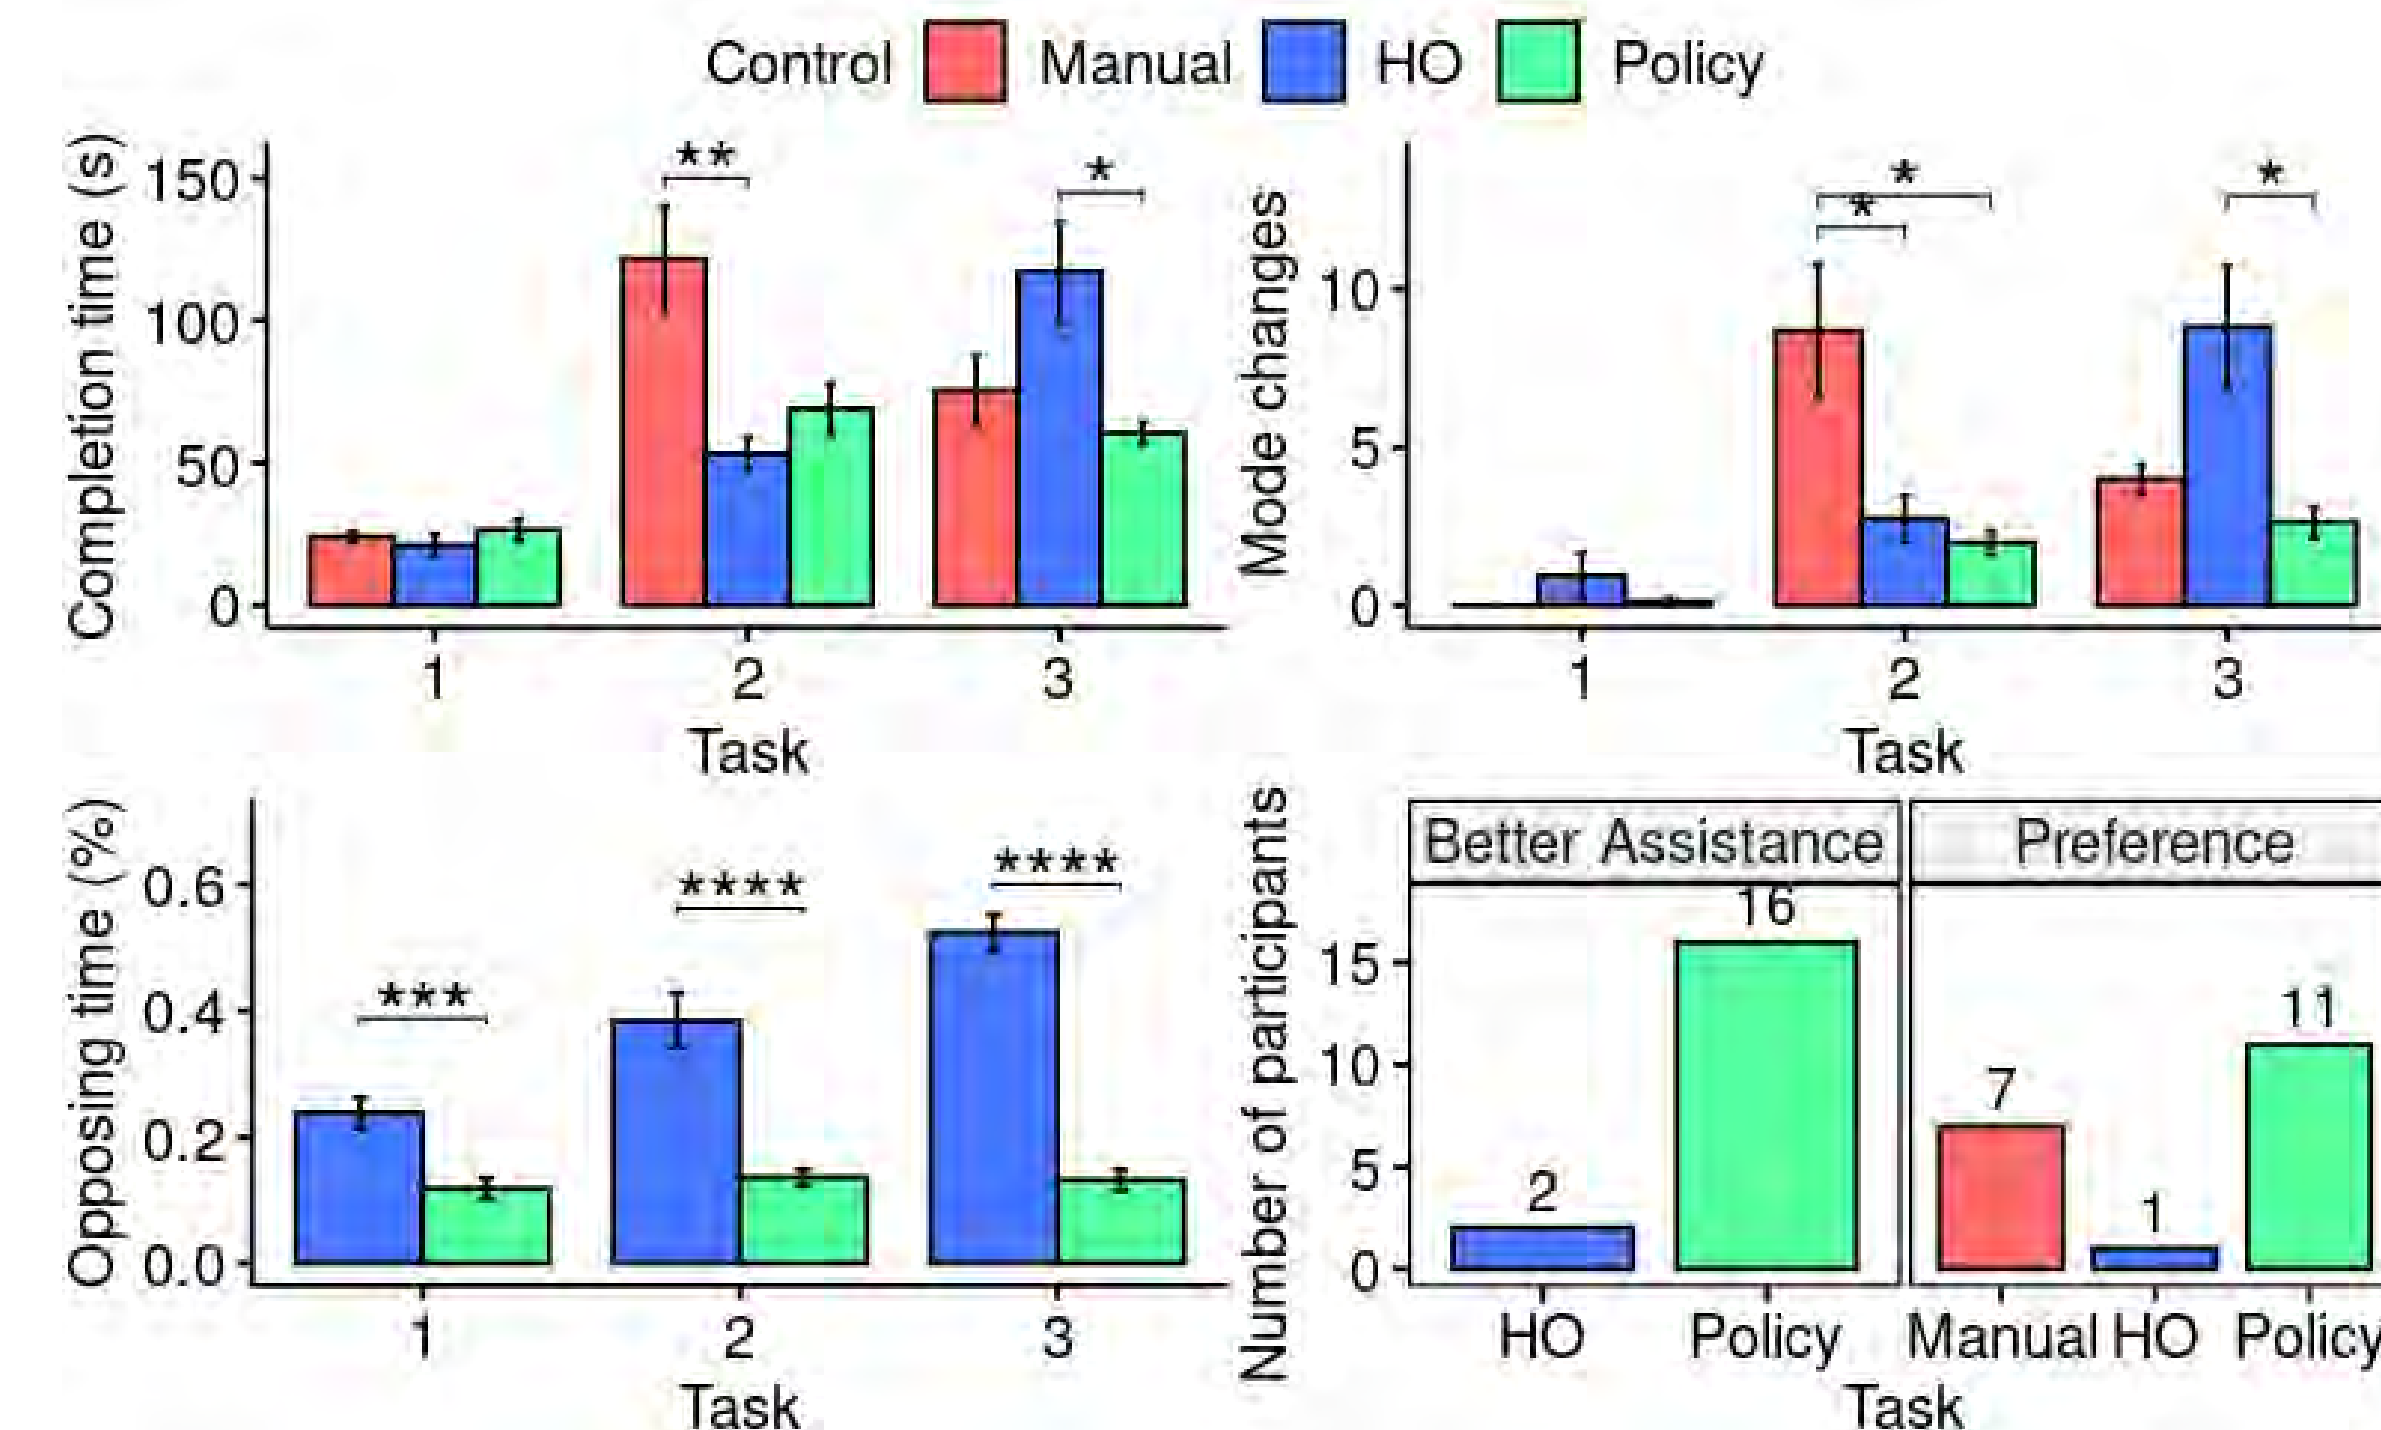 Control Manual HO Policy
Completion time (s)
150
100
50
0
**
*
1 2 3
Task
Mode changes
10
5
0
*
*
*
1 2 3
Task
Opposing time (%)
0.6
0.4
0.2
0.0
***
****
****
1 2 3
Task
Number of participants
15
10
5
0
Better Assistance
2
16
HO Policy
Preference
7
1
11
Manual HO Policy
Task